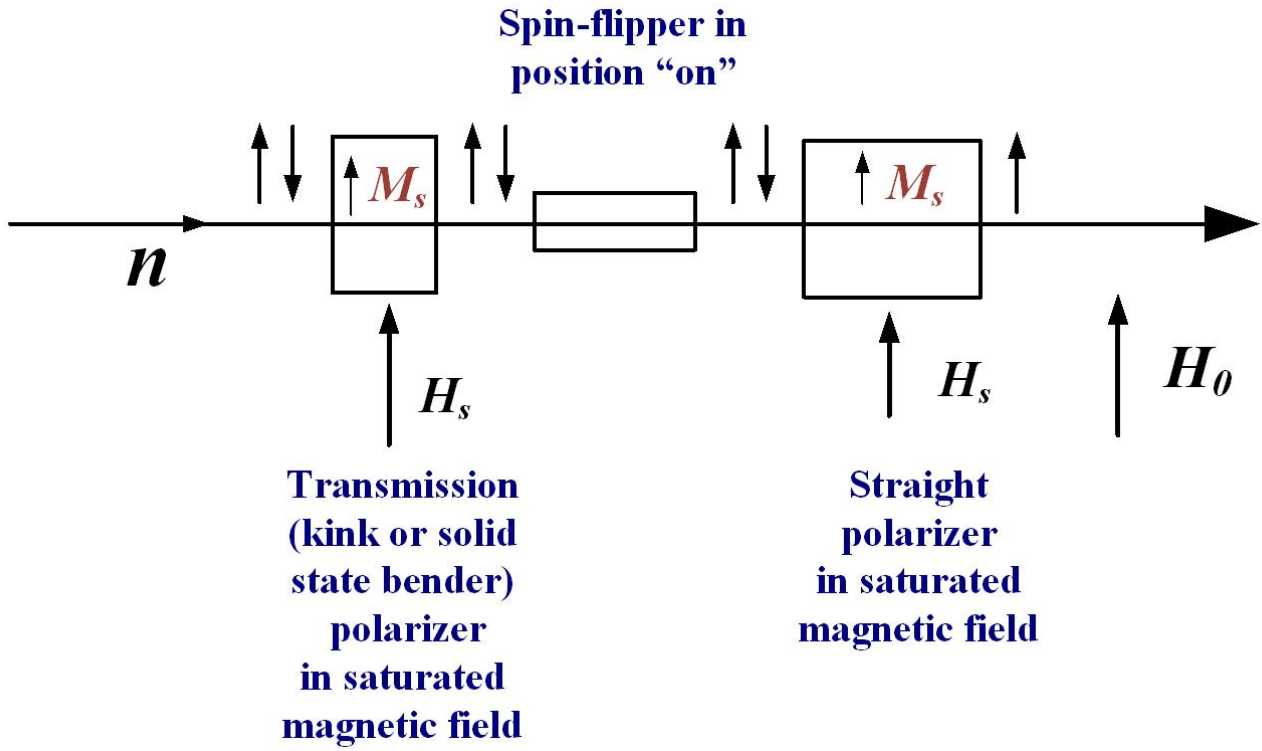 Spin-flipper in
position “on”
M_s
M_s
n
H_s
H_s
H_0
Transmission
(kink or solid
state bender)
polarizer
in saturated
magnetic field
Straight
polarizer
in saturated
magnetic field